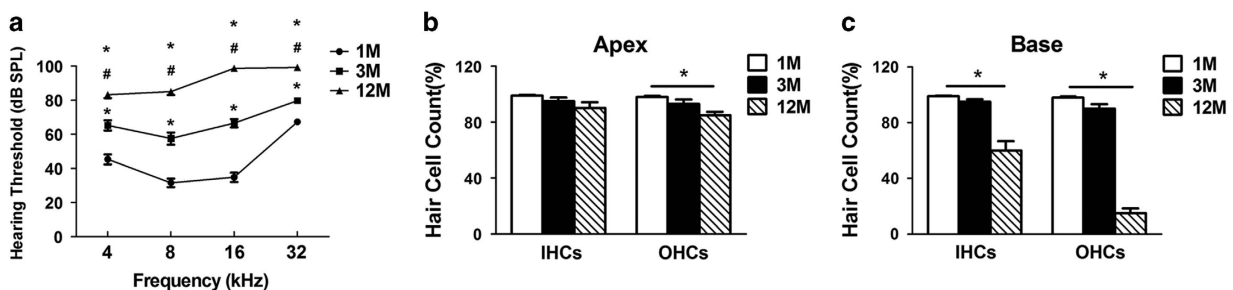 a
Hearing Threshold (dB SPL)
100
80
60
40
20
0
* * * *
# # # #
* * * *
4 8 16 32
Frequency (kHz)
1M
3M
12M
b
Apex
Hair Cell Count(%)
120
80
40
0
*
IHCs OHCs
1M
3M
12M
c
Base
Hair Cell Count(%)
120
80
40
0
* *
IHCs OHCs
1M
3M
12M